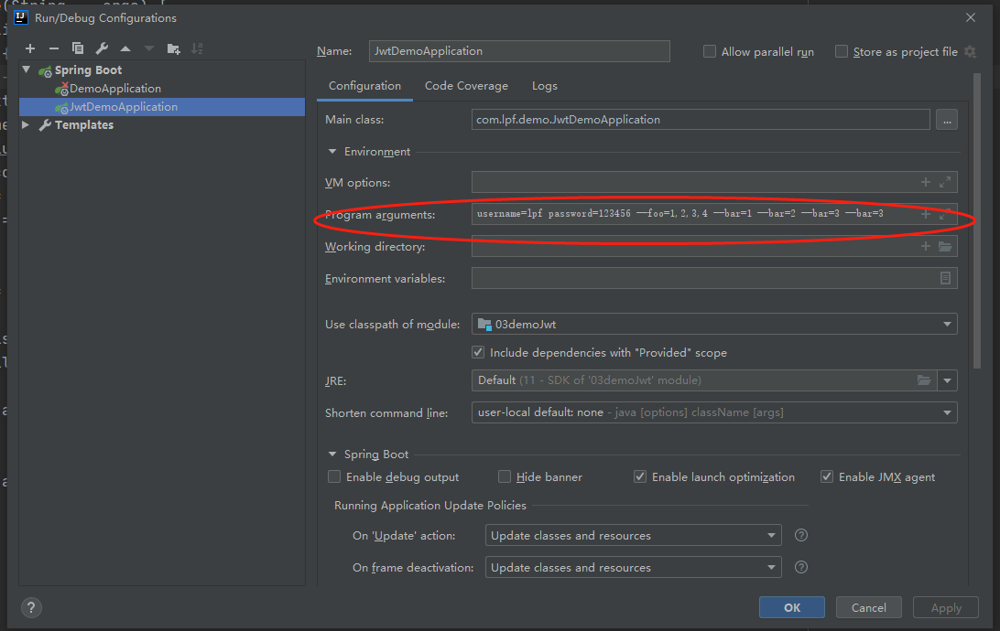 Run/Debug Configurations
Name: JwtDemoApplication
Allow parallel run
Store as project file
Spring Boot
DemoApplication
JwtDemoApplication
Templates
Configuration Code Coverage Logs
Main class: com.lpf.demo.JwtDemoApplication ...
Environment
VM options:
Program arguments: username=lpf password=123456 --foo=1,2,3,4 --bar=1 --bar=2 --bar=3 --bar=3
Working directory:
Environment variables:
Use classpath of module: 03demoJwt
Include dependencies with "Provided" scope
JRE: Default (11 - SDK of '03demoJwt' module)
Shorten command line: user-local default: none - java [options] className [args]
Spring Boot
Enable debug output Hide banner Enable launch optimization Enable JMX agent
Running Application Update Policies
On 'Update' action: Update classes and resources ?
On frame deactivation: Update classes and resources ?
? OK Cancel Apply